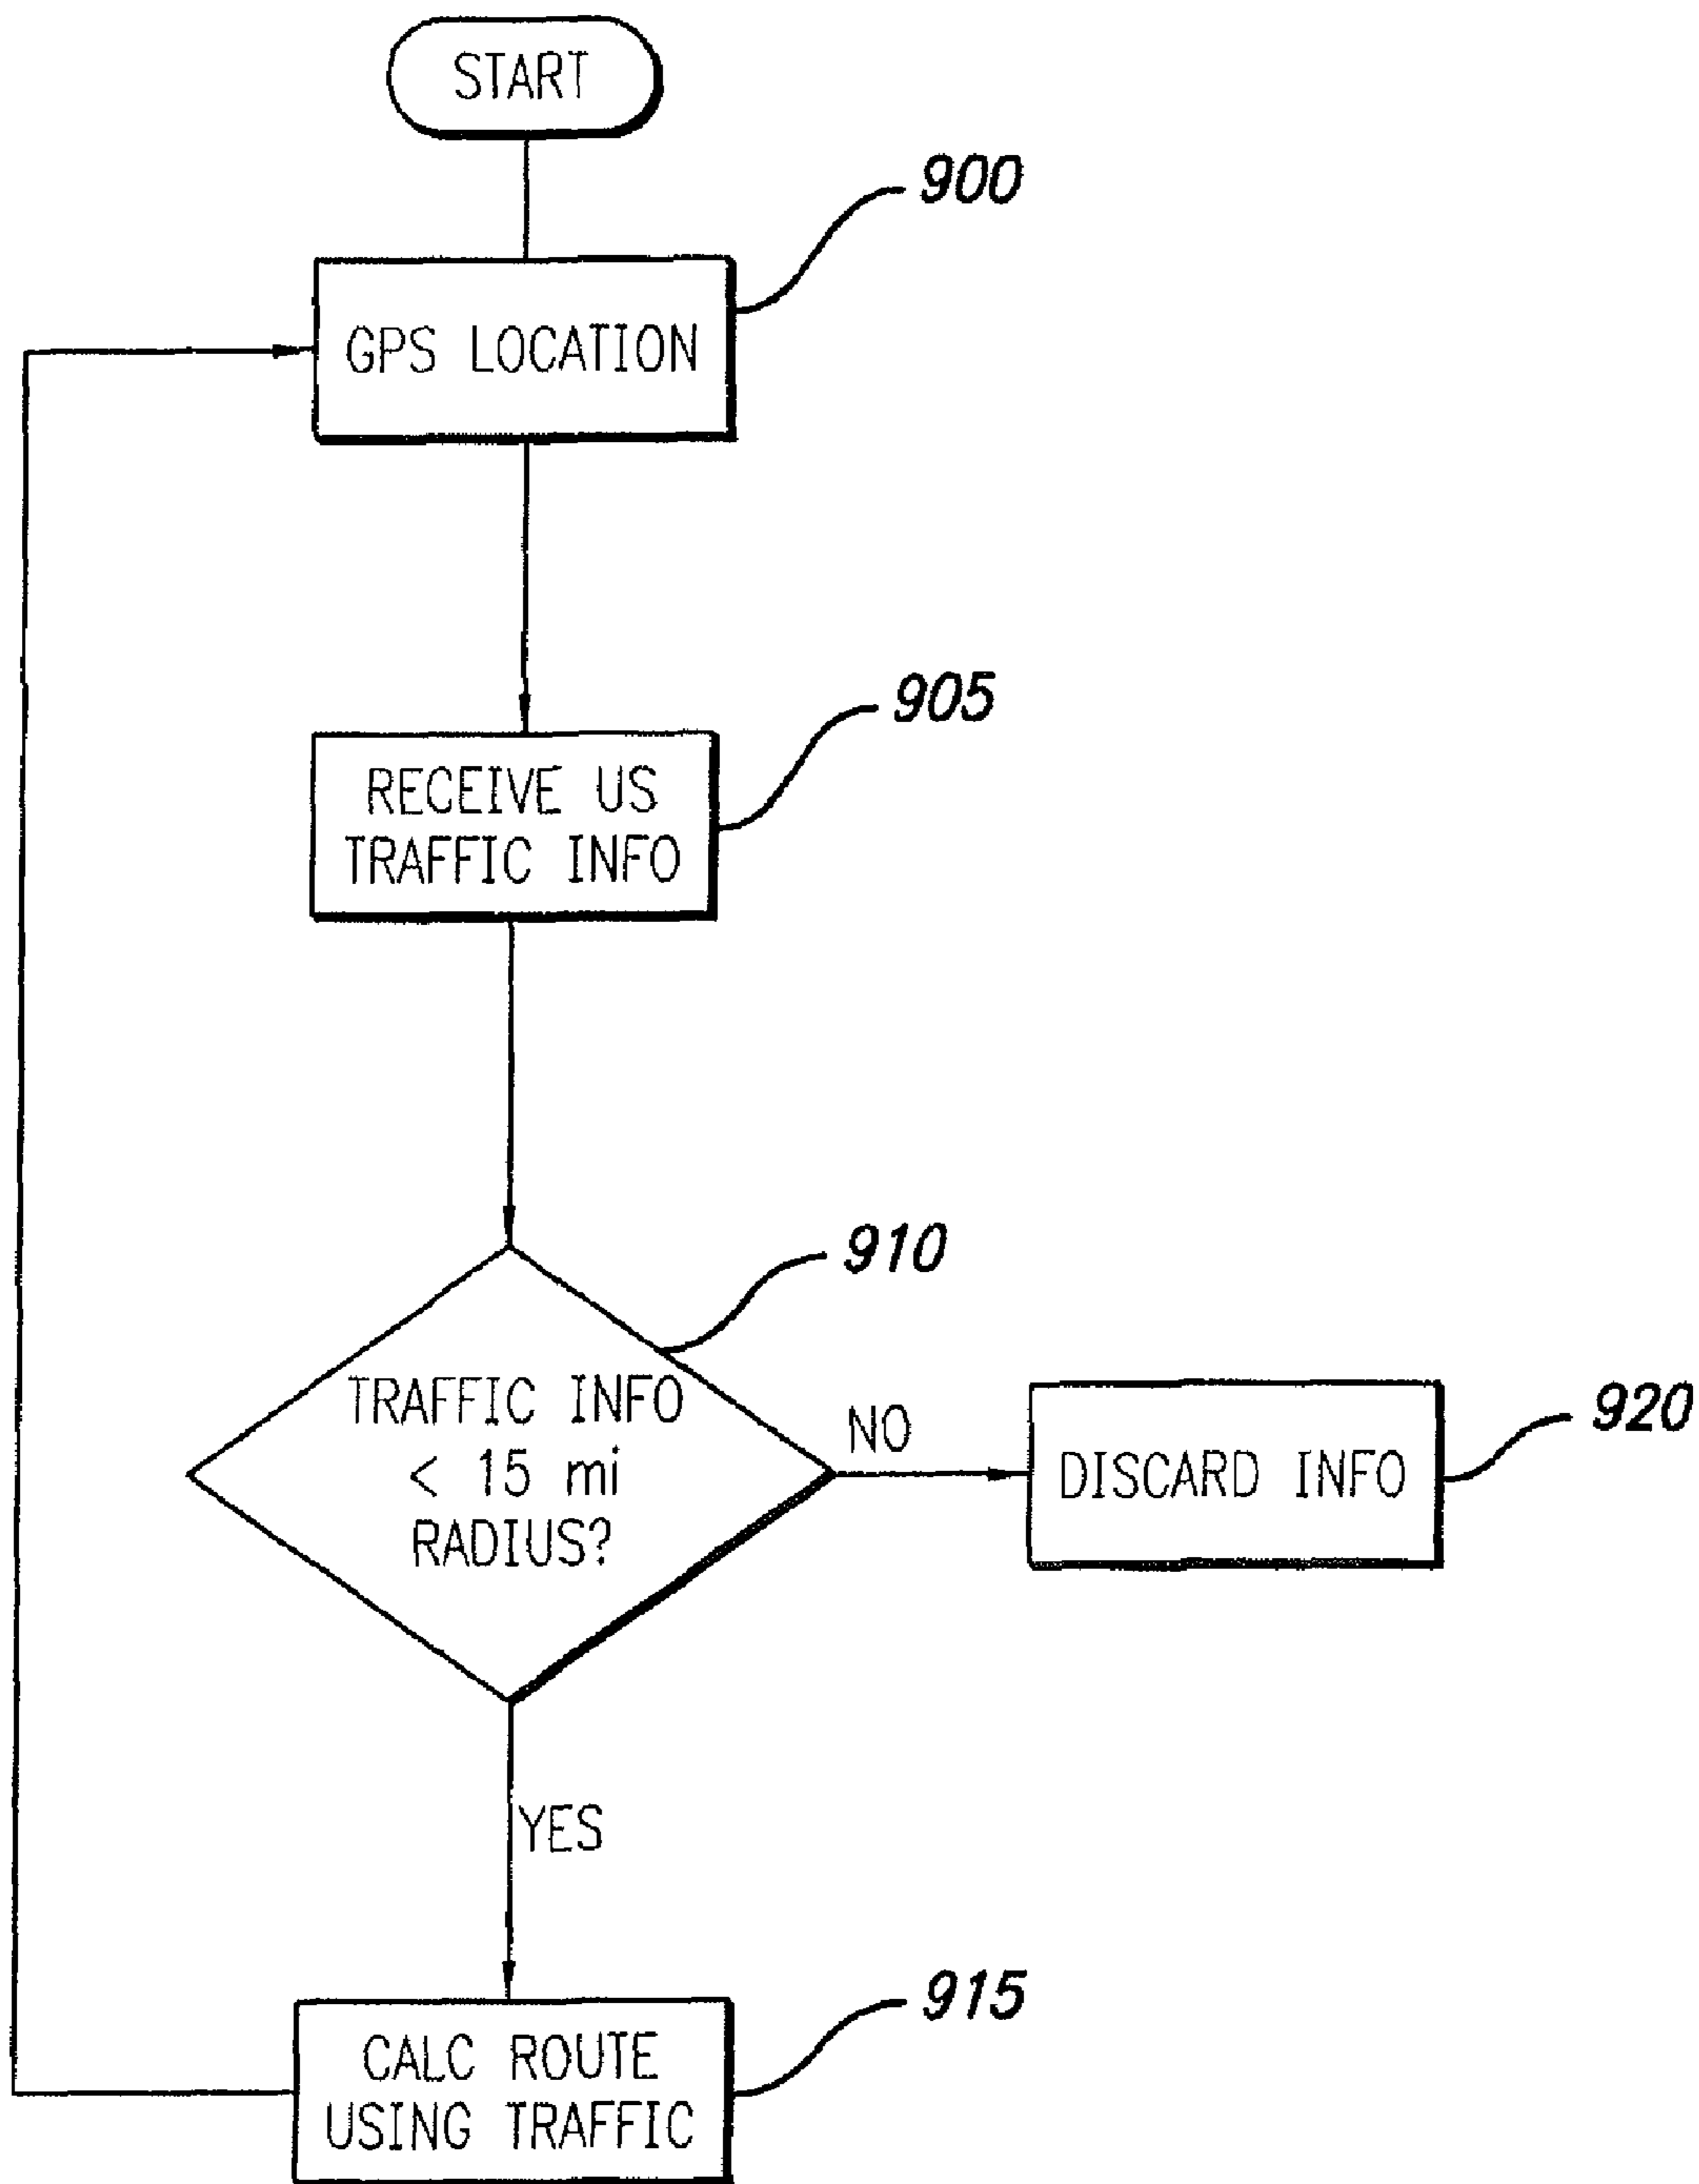 START
900
GPS LOCATION
905
RECEIVE US
TRAFFIC INFO
910
TRAFFIC INFO
< 15 mi
RADIUS?
NO
920
DISCARD INFO
YES
915
CALC ROUTE
USING TRAFFIC